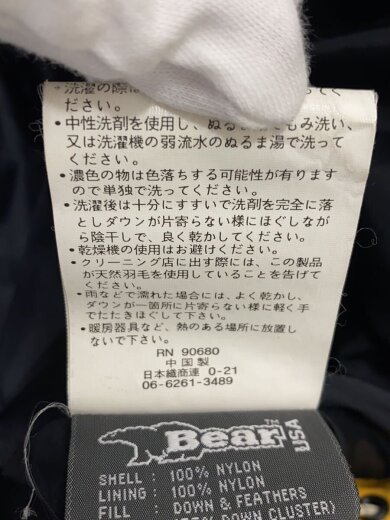 洗濯の際は
ださい。
•中性洗剤を使用し、ぬるま湯でもみ洗い、
又は洗濯機の弱流水のぬるま湯で洗って
ください。
•濃色の物は色落ちする可能性が有ります
ので単独で洗ってください。
•洗濯後は十分にすすいで洗剤を完全に落
としダウンが片寄らない様にほぐしなが
ら陰干しで、良く乾かしてください。
•乾燥機の使用はお避けください。
•クリーニング店に出す際には、この製品
が天然羽毛を使用していることを告げて
ください。
•雨などで濡れた場合には、よく乾かし、
ダウンが一箇所に片寄らない様に軽く手
でたたきほぐして下さい。
•暖房器具など、熱のある場所に放置し
ないで下さい。
RN 90680
中国製
日本繊商連 0-21
06-6261-3489
Bear
USA
SHELL : 100% NYLON
LINING : 100% NYLON
FILL : DOWN & FEATHERS
DOWN CLUSTER)